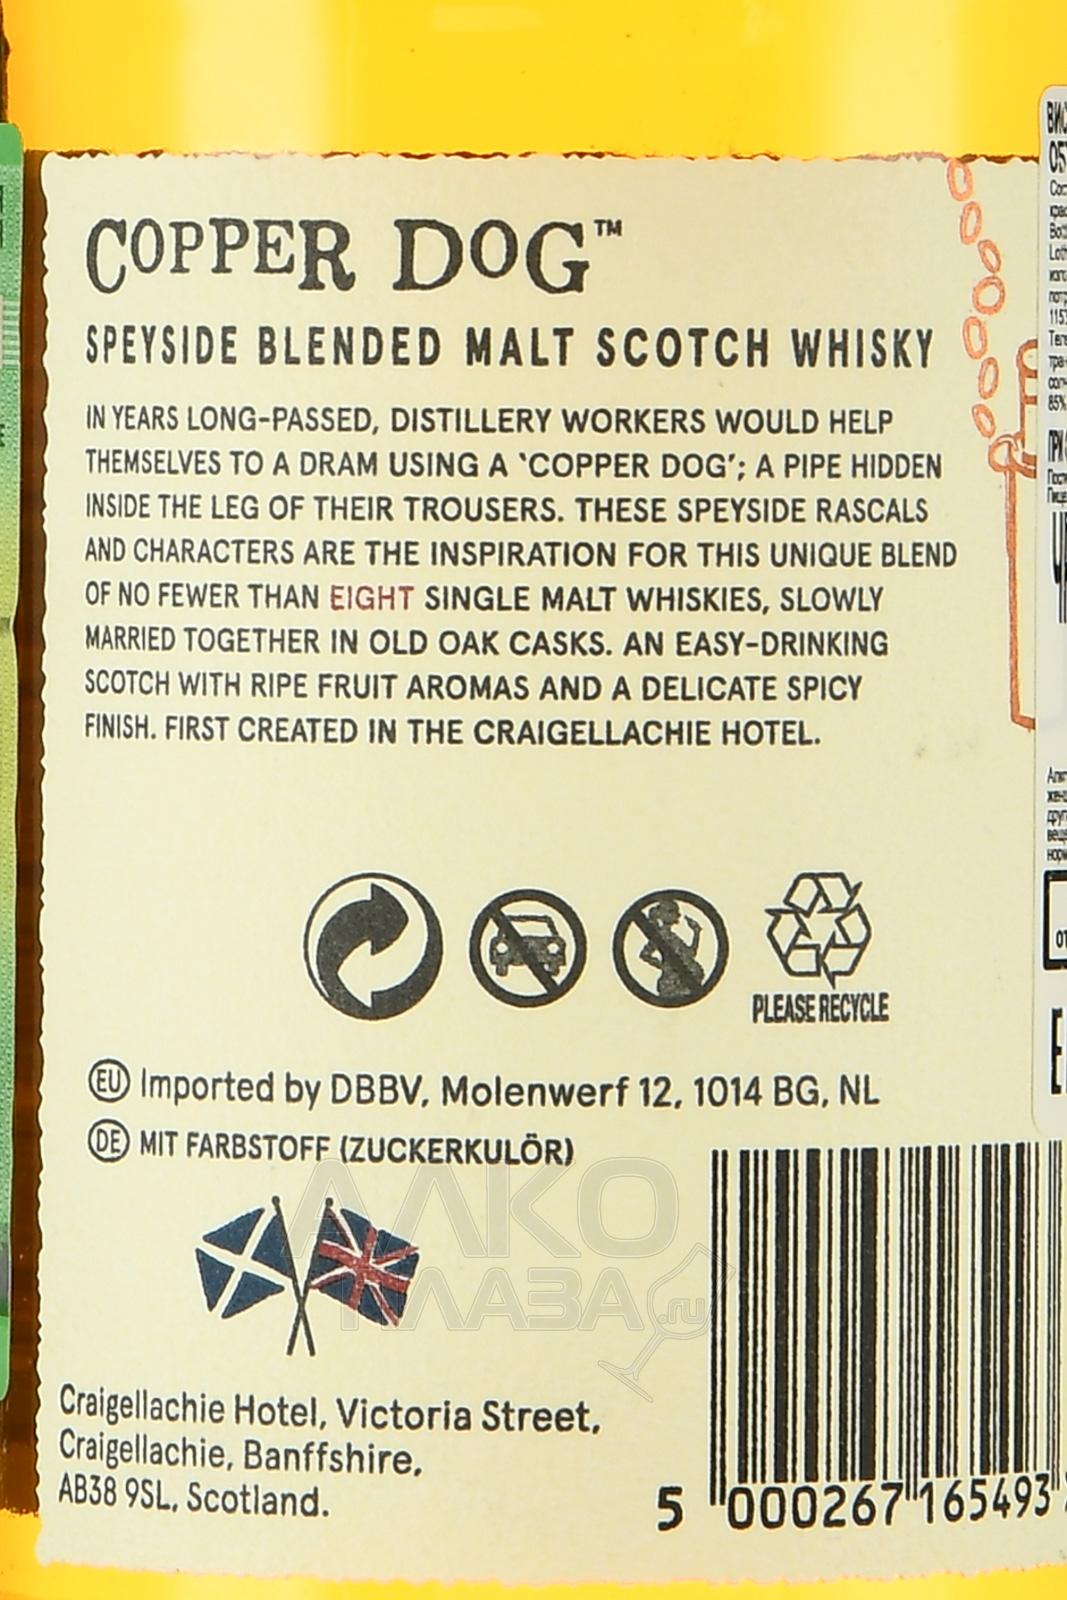 COPPER DOG™
SPEYSIDE BLENDED MALT SCOTCH WHISKY
IN YEARS LONG-PASSED, DISTILLERY WORKERS WOULD HELP
THEMSELVES TO A DRAM USING A ‘COPPER DOG’; A PIPE HIDDEN
INSIDE THE LEG OF THEIR TROUSERS. THESE SPEYSIDE RASCALS
AND CHARACTERS ARE THE INSPIRATION FOR THIS UNIQUE BLEND
OF NO FEWER THAN EIGHT SINGLE MALT WHISKIES, SLOWLY
MARRIED TOGETHER IN OLD OAK CASKS. AN EASY-DRINKING
SCOTCH WITH RIPE FRUIT AROMAS AND A DELICATE SPICY
FINISH. FIRST CREATED IN THE CRAIGELLACHIE HOTEL.
PLEASE RECYCLE
EU Imported by DBBV, Molenwerf 12, 1014 BG, NL
DE MIT FARBSTOFF (ZUCKERKULÖR)
АЛКО
ПЛАЗА.ru
Craigellachie Hotel, Victoria Street,
Craigellachie, Banffshire,
AB38 9SL, Scotland.
5 000267 165493